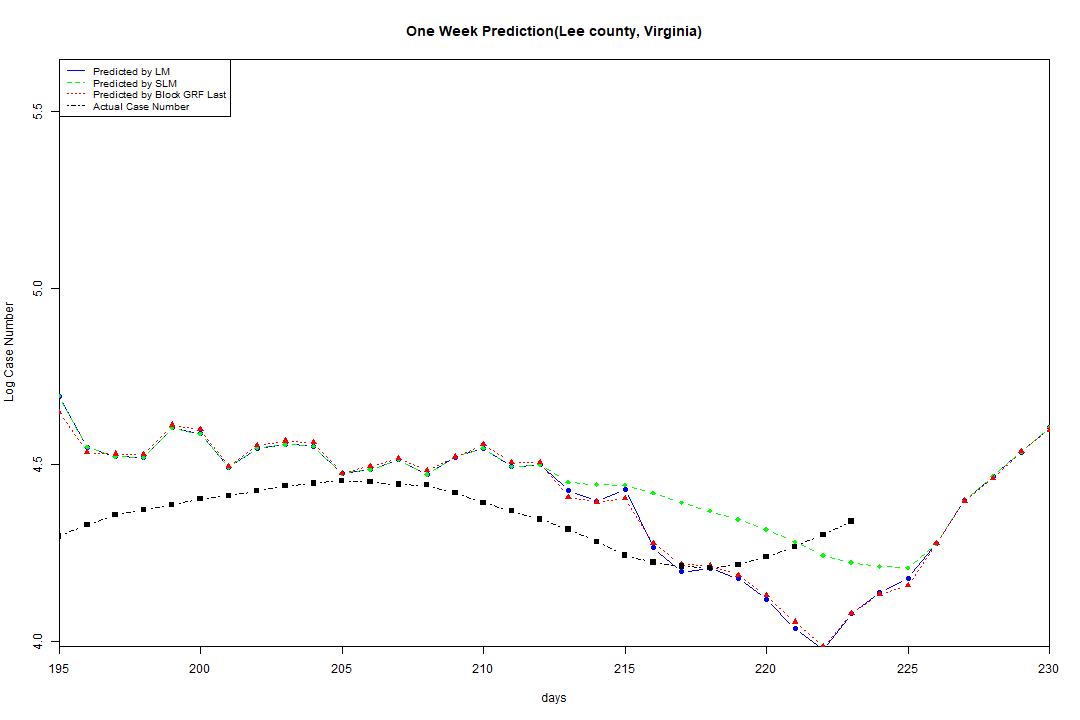 One Week Prediction(Lee county, Virginia)
Predicted by LM
Predicted by SLM
Predicted by Block GRF Last
Actual Case Number
5.5
5.0
4.5
4.0
Log Case Number
195 200 205 210 215 220 225 230
days